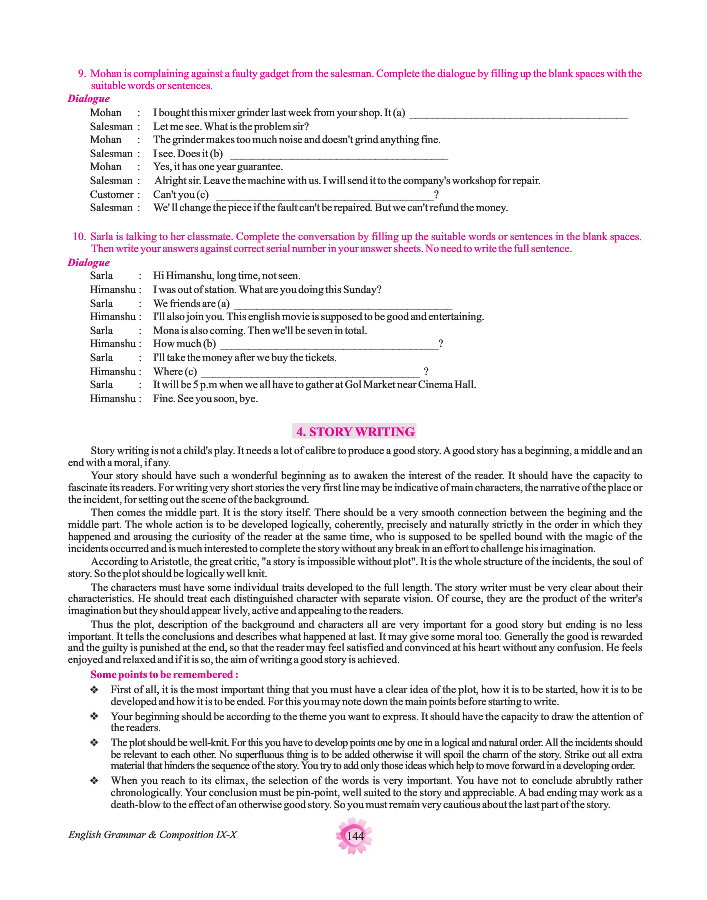 9. Mohan is complaining against a faulty gadget from the salesman. Complete the dialogue by filling up the blank spaces with the
suitable words or sentences.
Dialogue
Mohan : I bought this mixer grinder last week from your shop. It (a) ________________________________________
Salesman : Let me see. What is the problem sir?
Mohan : The grinder makes too much noise and doesn't grind anything fine.
Salesman : I see. Does it (b) ________________________________________
Mohan : Yes, it has one year guarantee.
Salesman : Alright sir. Leave the machine with us. I will send it to the company's workshop for repair.
Customer : Can't you (c) ________________________________________?
Salesman : We' ll change the piece if the fault can't be repaired. But we can't refund the money.
10. Sarla is talking to her classmate. Complete the conversation by filling up the suitable words or sentences in the blank spaces.
Then write your answers against correct serial number in your answer sheets. No need to write the full sentence.
Dialogue
Sarla : Hi Himanshu, long time, not seen.
Himanshu : I was out of station. What are you doing this Sunday?
Sarla : We friends are (a) ________________________________________
Himanshu : I'll also join you. This english movie is supposed to be good and entertaining.
Sarla : Mona is also coming. Then we'll be seven in total.
Himanshu : How much (b) ________________________________________?
Sarla : I'll take the money after we buy the tickets.
Himanshu : Where (c) ________________________________________ ?
Sarla : It will be 5 p.m when we all have to gather at Gol Market near Cinema Hall.
Himanshu : Fine. See you soon, bye.
4. STORY WRITING
Story writing is not a child's play. It needs a lot of calibre to produce a good story. A good story has a beginning, a middle and an
end with a moral, if any.
Your story should have such a wonderful beginning as to awaken the interest of the reader. It should have the capacity to
fascinate its readers. For writing very short stories the very first line may be indicative of main characters, the narrative of the place or
the incident, for setting out the scene of the background.
Then comes the middle part. It is the story itself. There should be a very smooth connection between the begining and the
middle part. The whole action is to be developed logically, coherently, precisely and naturally strictly in the order in which they
happened and arousing the curiosity of the reader at the same time, who is supposed to be spelled bound with the magic of the
incidents occurred and is much interested to complete the story without any break in an effort to challenge his imagination.
According to Aristotle, the great critic, "a story is impossible without plot". It is the whole structure of the incidents, the soul of
story. So the plot should be logically well knit.
The characters must have some individual traits developed to the full length. The story writer must be very clear about their
characteristics. He should treat each distinguished character with separate vision. Of course, they are the product of the writer's
imagination but they should appear lively, active and appealing to the readers.
Thus the plot, description of the background and characters all are very important for a good story but ending is no less
important. It tells the conclusions and describes what happened at last. It may give some moral too. Generally the good is rewarded
and the guilty is punished at the end, so that the reader may feel satisfied and convinced at his heart without any confusion. He feels
enjoyed and relaxed and if it is so, the aim of writing a good story is achieved.
Some points to be remembered :
❖ First of all, it is the most important thing that you must have a clear idea of the plot, how it is to be started, how it is to be
developed and how it is to be ended. For this you may note down the main points before starting to write.
❖ Your beginning should be according to the theme you want to express. It should have the capacity to draw the attention of
the readers.
❖ The plot should be well-knit. For this you have to develop points one by one in a logical and natural order. All the incidents should
be relevant to each other. No superfluous thing is to be added otherwise it will spoil the charm of the story. Strike out all extra
material that hinders the sequence of the story. You try to add only those ideas which help to move forward in a developing order.
❖ When you reach to its climax, the selection of the words is very important. You have not to conclude abrubtly rather
chronologically. Your conclusion must be pin-point, well suited to the story and appreciable. A bad ending may work as a
death-blow to the effect of an otherwise good story. So you must remain very cautious about the last part of the story.
English Grammar & Composition IX-X
144